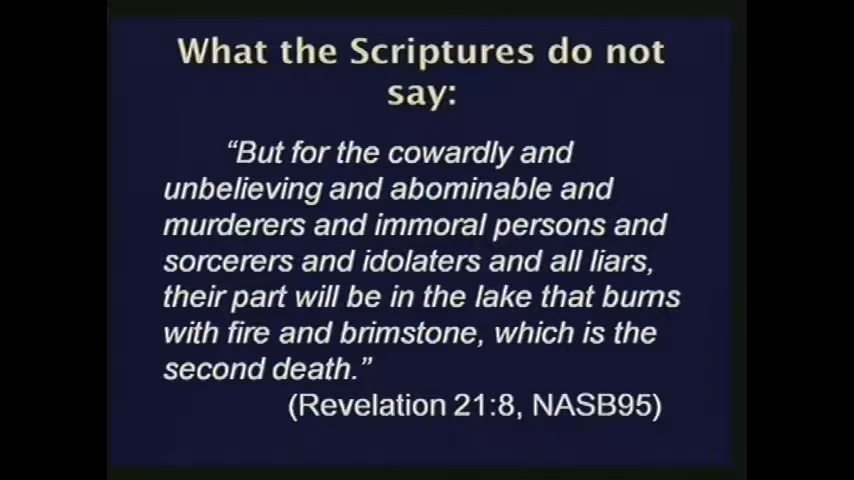 What the Scriptures do not
say:
“But for the cowardly and
unbelieving and abominable and
murderers and immoral persons and
sorcerers and idolaters and all liars,
their part will be in the lake that burns
with fire and brimstone, which is the
second death.”
(Revelation 21:8, NASB95)